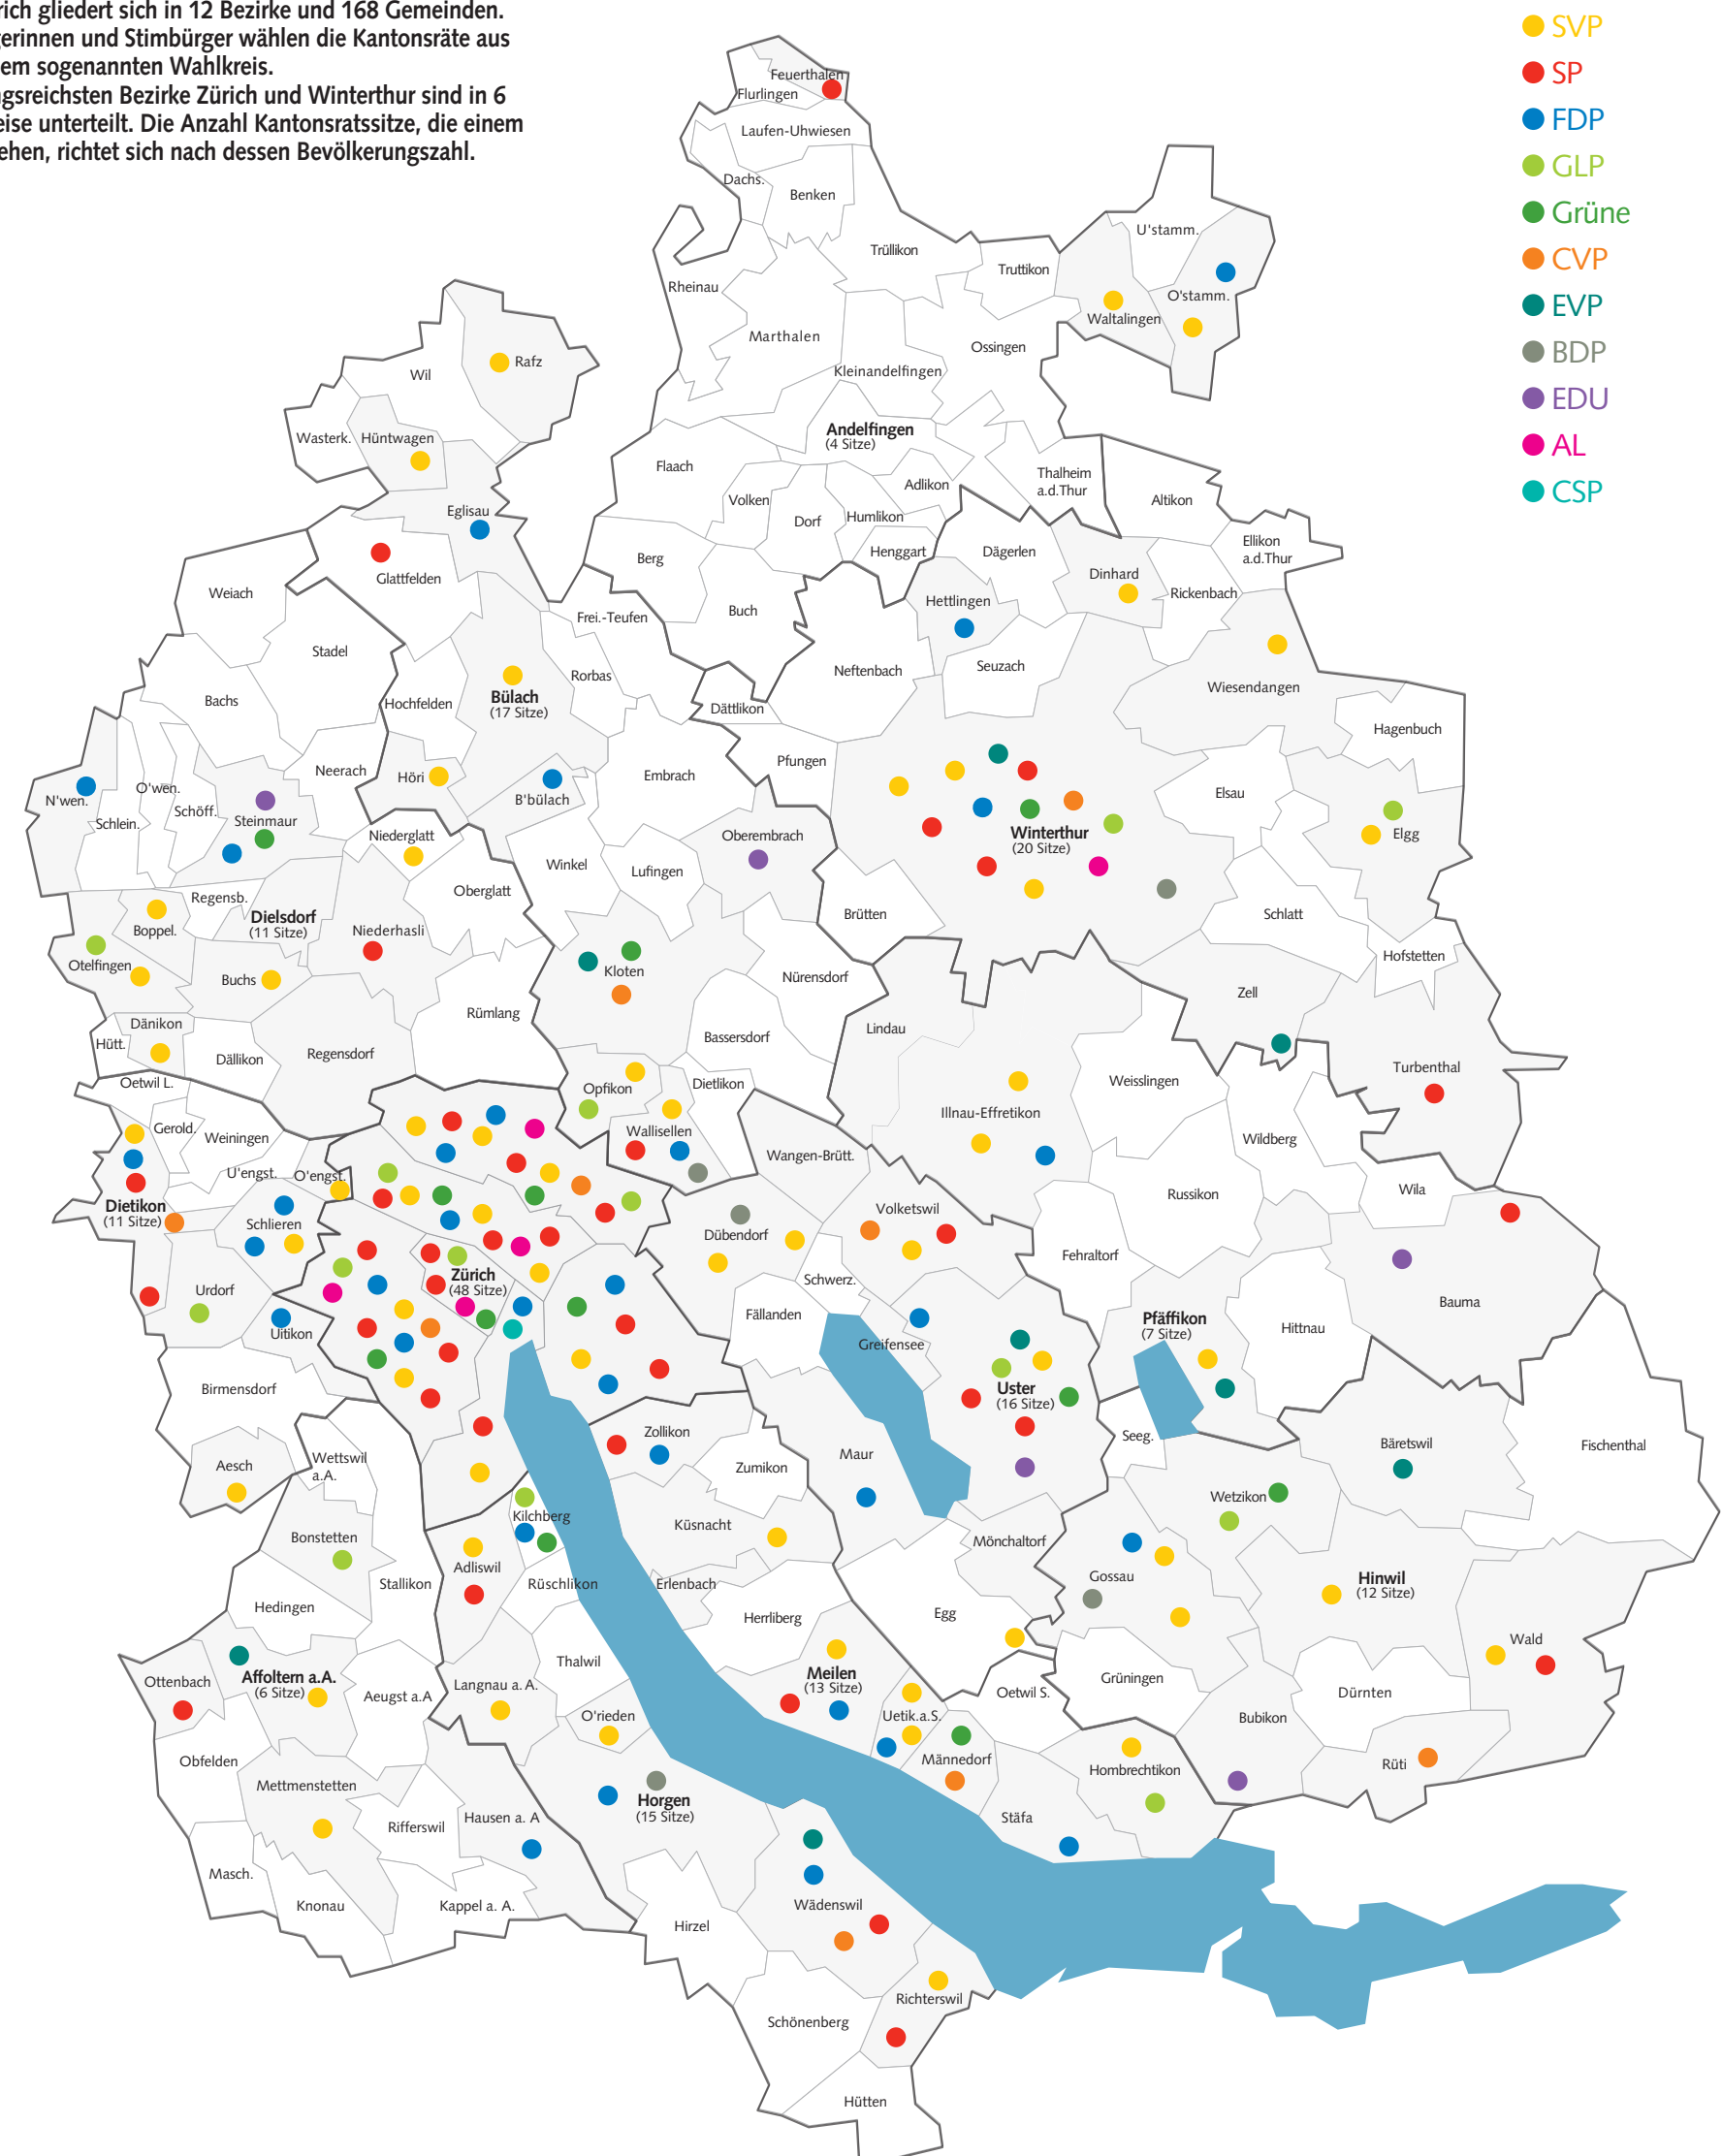 rich gliedert sich in 12 Bezirke und 168 Gemeinden.
gerinnen und Stimbürger wählen die Kantonsräte aus
em sogenannten Wahlkreis.
ngsreichsten Bezirke Zürich und Winterthur sind in 6
eise unterteilt. Die Anzahl Kantonsratssitze, die einem
ehen, richtet sich nach dessen Bevölkerungszahl.
SVP
SP
FDP
GLP
Grüne
CVP
EVP
BDP
EDU
AL
CSP
Feuerthalen
Flurlingen
Laufen-Uhwiesen
Dachs.
Benken
U'stamm.
Trüllikon
Truttikon
Rheinau
O'stamm.
Waltalingen
Marthalen
Ossingen
Rafz
Wil
Kleinandelfingen
Andelfingen
(4 Sitze)
Wasterk.
Hüntwagen
Flaach
Thalheim
a.d.Thur
Adlikon
Volken
Altikon
Eglisau
Dorf
Humlikon
Berg
Henggart
Dägerlen
Ellikon
a.d.Thur
Glattfelden
Dinhard
Weiach
Rickenbach
Hettlingen
Buch
Frei.-Teufen
Stadel
Neftenbach
Seuzach
Rorbas
Wiesendangen
Bachs
Hochfelden
Bülach
(17 Sitze)
Dättlikon
Hagenbuch
Pfungen
Neerach
Höri
Embrach
O'wen.
N'wen.
B'bülach
Elsau
Schöff.
Schlein.
Steinmaur
Niederglatt
Oberembrach
Winterthur
(20 Sitze)
Elgg
Winkel
Lufingen
Oberglatt
Regensb.
Dielsdorf
(11 Sitze)
Brütten
Schlatt
Boppel.
Niederhasli
Hofstetten
Otelfingen
Buchs
Kloten
Nürensdorf
Zell
Rümlang
Dänikon
Hütt.
Dällikon
Regensdorf
Bassersdorf
Lindau
Turbenthal
Oetwil L.
Opfikon
Dietlikon
Weisslingen
Illnau-Effretikon
Gerold.
Weiningen
Wallisellen
Wildberg
Wangen-Brütt.
U'engst.
O'engst.
Wila
Russikon
Dietikon
(11 Sitze)
Schlieren
Volketswil
Dübendorf
Fehraltorf
Zürich
(48 Sitze)
Schwerz.
Urdorf
Bauma
Fällanden
Pfäffikon
(7 Sitze)
Hittnau
Uitikon
Greifensee
Uster
(16 Sitze)
Birmensdorf
Zollikon
Seeg.
Bäretswil
Fischenthal
Wettswil
a.A.
Aesch
Maur
Zumikon
Wetzikon
Kilchberg
Küsnacht
Bonstetten
Mönchaltorf
Adliswil
Gossau
Hinwil
(12 Sitze)
Stallikon
Rüschlikon
Erlenbach
Hedingen
Herrliberg
Egg
Wald
Thalwil
Meilen
(13 Sitze)
Affoltern a.A.
(6 Sitze)
Ottenbach
Langnau a. A.
Aeugst a.A
Grüningen
Oetwil S.
Dürnten
O'rieden
Uetik.a.S.
Bubikon
Obfelden
Männedorf
Hombrechtikon
Rüti
Mettmenstetten
Horgen
(15 Sitze)
Hausen a. A
Rifferswil
Stäfa
Masch.
Knonau
Kappel a. A.
Wädenswil
Hirzel
Richterswil
Schönenberg
Hütten